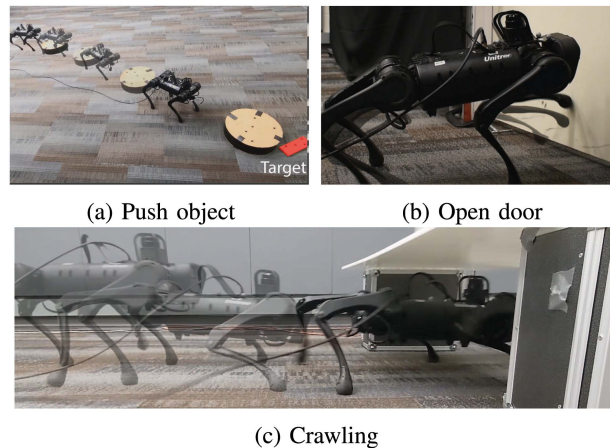 Unitree
Target
(a) Push object
(b) Open door
(c) Crawling